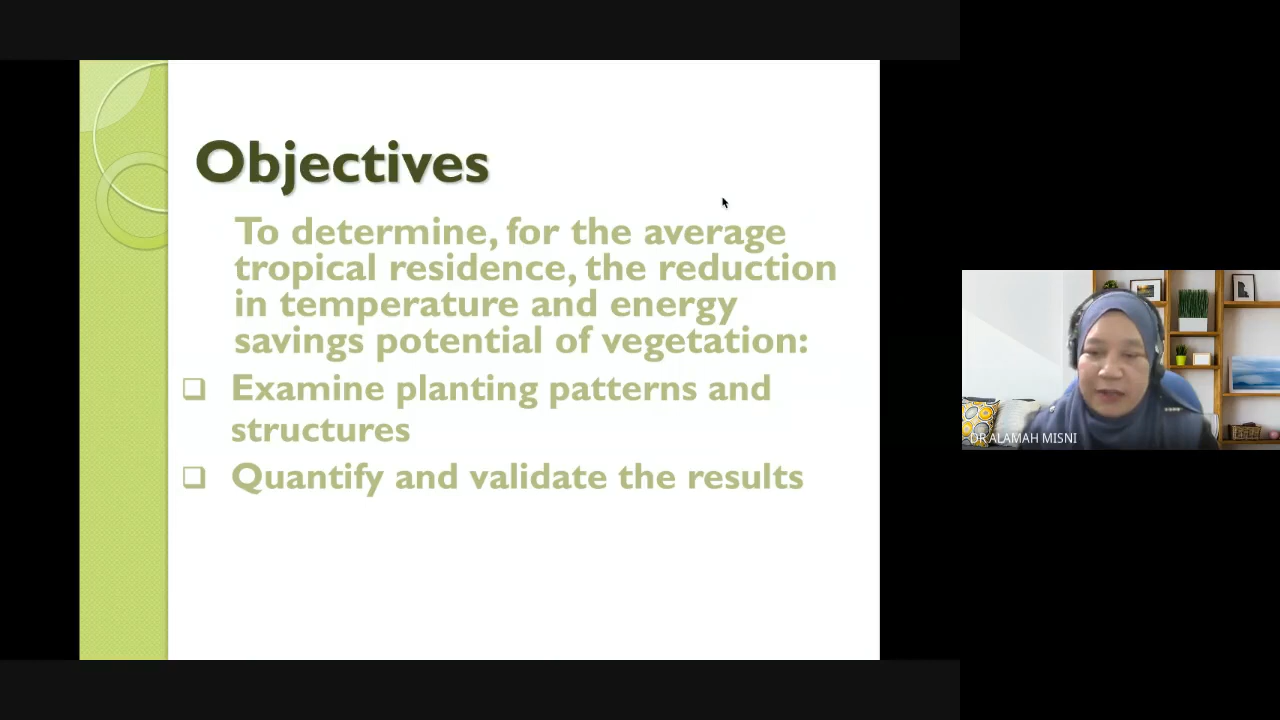 Objectives
To determine, for the average
tropical residence, the reduction
in temperature and energy
savings potential of vegetation:
Examine planting patterns and
structures
Quantify and validate the results
DR ALAMAH MISNI